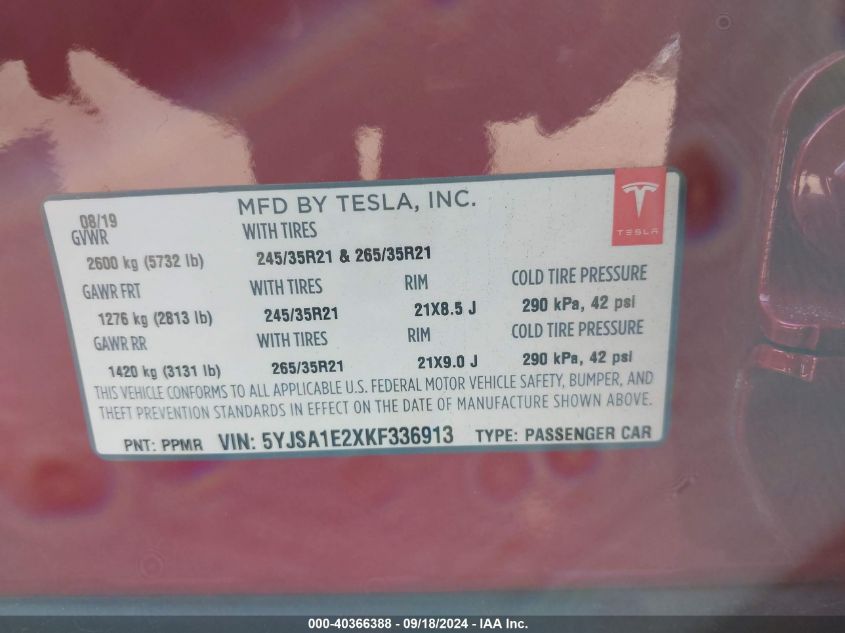 MFD BY TESLA, INC.
TESLA
08/19
GVWR WITH TIRES
2600 kg (5732 lb) 245/35R21 & 265/35R21
GAWR FRT WITH TIRES RIM COLD TIRE PRESSURE
1276 kg (2813 lb) 245/35R21 21X8.5 J 290 kPa, 42 psi
GAWR RR WITH TIRES RIM COLD TIRE PRESSURE
1420 kg (3131 lb) 265/35R21 21X9.0 J 290 kPa, 42 psi
THIS VEHICLE CONFORMS TO ALL APPLICABLE U.S. FEDERAL MOTOR VEHICLE SAFETY, BUMPER, AND
THEFT PREVENTION STANDARDS IN EFFECT ON THE DATE OF MANUFACTURE SHOWN ABOVE.
PNT: PPMR VIN: 5YJSA1E2XKF336913 TYPE: PASSENGER CAR
000-40366388 - 09/18/2024 - IAA Inc.